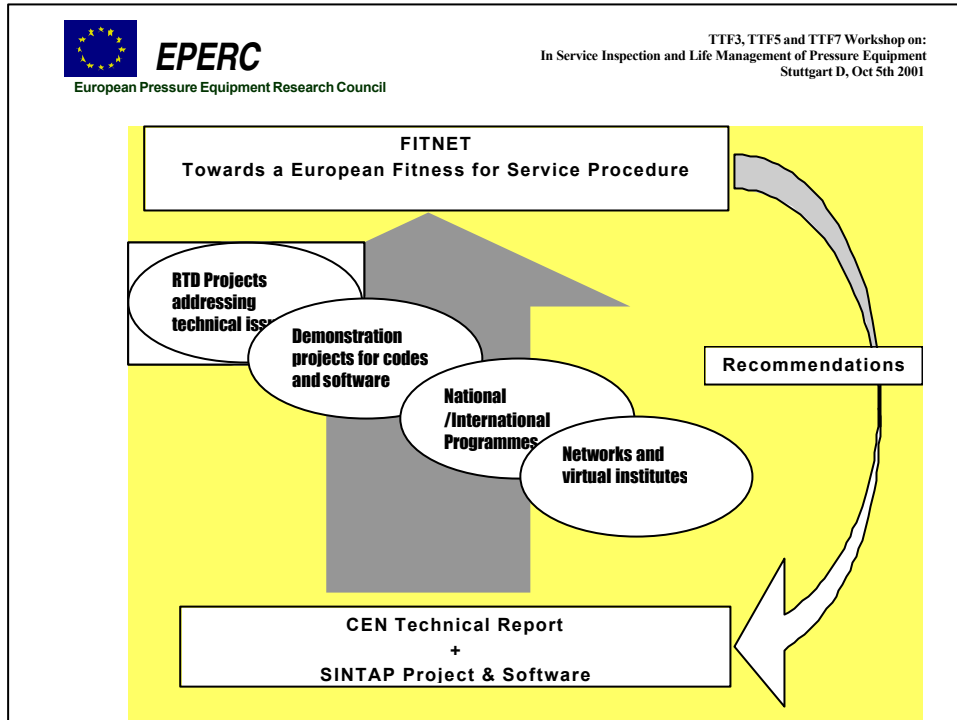 EPERC
European Pressure Equipment Research Council
TTF3, TTF5 and TTF7 Workshop on:
In Service Inspection and Life Management of Pressure Equipment
Stuttgart D, Oct 5th 2001
FITNET
Towards a European Fitness for Service Procedure
RTD Projects
addressing
technical
Demonstration
projects for codes
and software
National
/International
Programmes
Networks and
virtual institutes
Recommendations
CEN Technical Report
+
SINTAP Project & Software